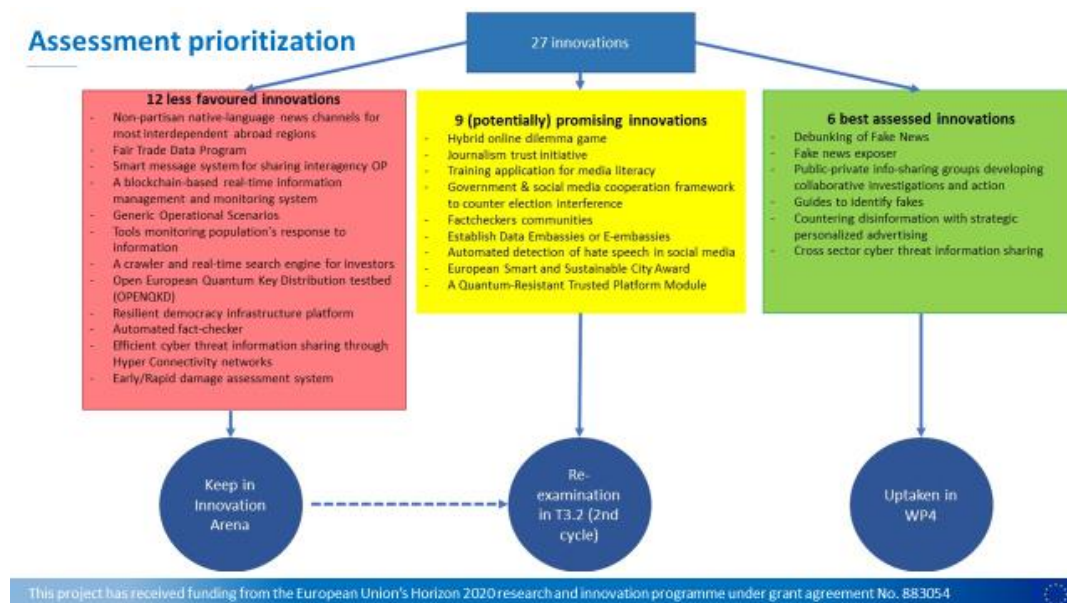 Assessment prioritization
27 innovations
12 less favoured innovations
- Non-partisan native-language news channels for
most interdependent abroad regions
- Fair Trade Data Program
- Smart message system for sharing interagency OP
- A blockchain-based real-time information
management and monitoring system
- Generic Operational Scenarios
- Tools monitoring population's response to
information
- A crawler and real-time search engine for investors
- Open European Quantum Key Distribution testbed
(OPENQKD)
- Resilient democracy infrastructure platform
- Automated fact-checker
- Efficient cyber threat information sharing through
Hyper Connectivity networks
- Early/Rapid damage assessment system
9 (potentially) promising innovations
- Hybrid online dilemma game
- Journalism trust initiative
- Training application for media literacy
- Government & social media cooperation framework
to counter election interference
- Factcheckers communities
- Establish Data Embassies or E-embassies
- Automated detection of hate speech in social media
- European Smart and Sustainable City Award
- A Quantum-Resistant Trusted Platform Module
6 best assessed innovations
- Debunking of Fake News
- Fake news exposer
- Public-private info-sharing groups developing
collaborative investigations and action
- Guides to identify fakes
- Countering disinformation with strategic
personalized advertising
- Cross sector cyber threat information sharing
Keep in
Innovation
Arena
Re-
examination
in T3.2 (2nd
cycle)
Uptaken in
WP4
This project has received funding from the European Union's Horizon 2020 research and innovation programme under grant agreement No. 883054